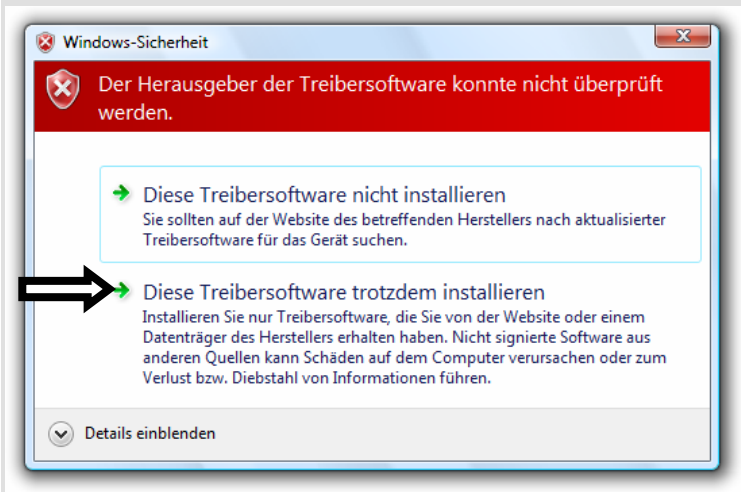 Windows-Sicherheit
Der Herausgeber der Treibersoftware konnte nicht überprüft
werden.
Diese Treibersoftware nicht installieren
Sie sollten auf der Website des betreffenden Herstellers nach aktualisierter
Treibersoftware für das Gerät suchen.
Diese Treibersoftware trotzdem installieren
Installieren Sie nur Treibersoftware, die Sie von der Website oder einem
Datenträger des Herstellers erhalten haben. Nicht signierte Software aus
anderen Quellen kann Schäden auf dem Computer verursachen oder zum
Verlust bzw. Diebstahl von Informationen führen.
Details einblenden